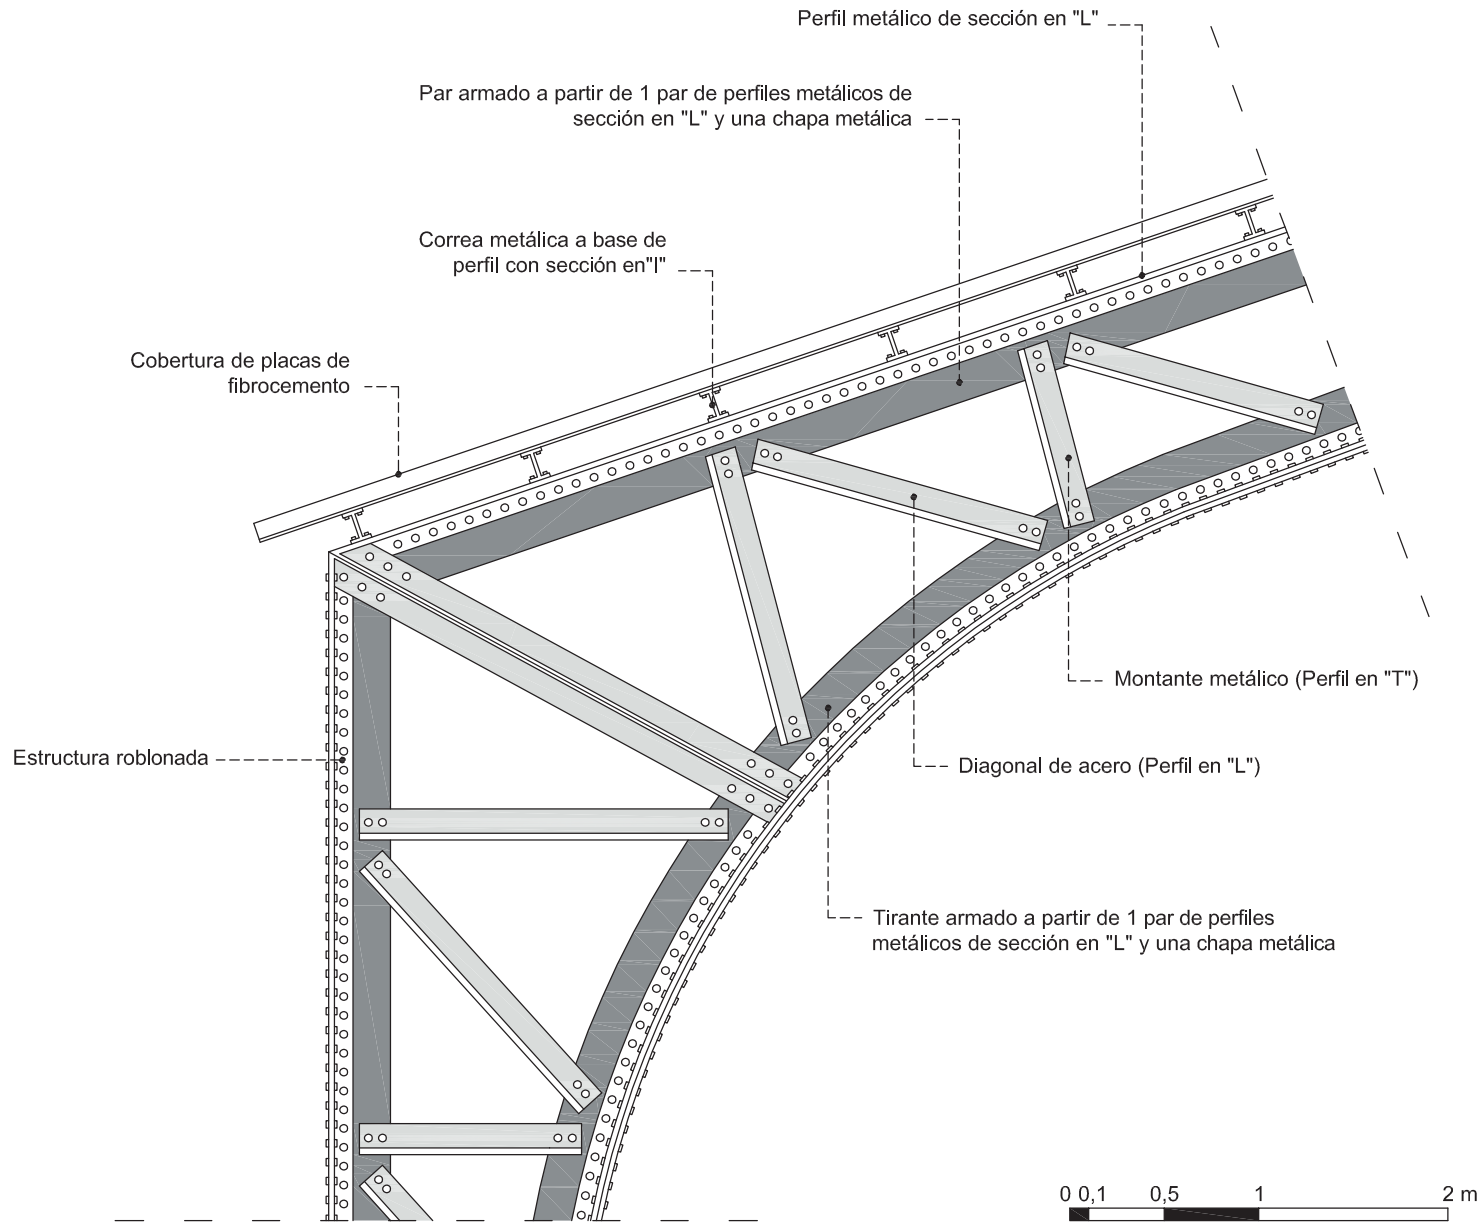 Perfil metálico de sección en "L"
Par armado a partir de 1 par de perfiles metálicos de
sección en "L" y una chapa metálica
Correa metálica a base de
perfil con sección en"I"
Cobertura de placas de
fibrocemento
Montante metálico (Perfil en "T")
Estructura roblonada
Diagonal de acero (Perfil en "L")
Tirante armado a partir de 1 par de perfiles
metálicos de sección en "L" y una chapa metálica
0 0,1 0,5 1 2 m